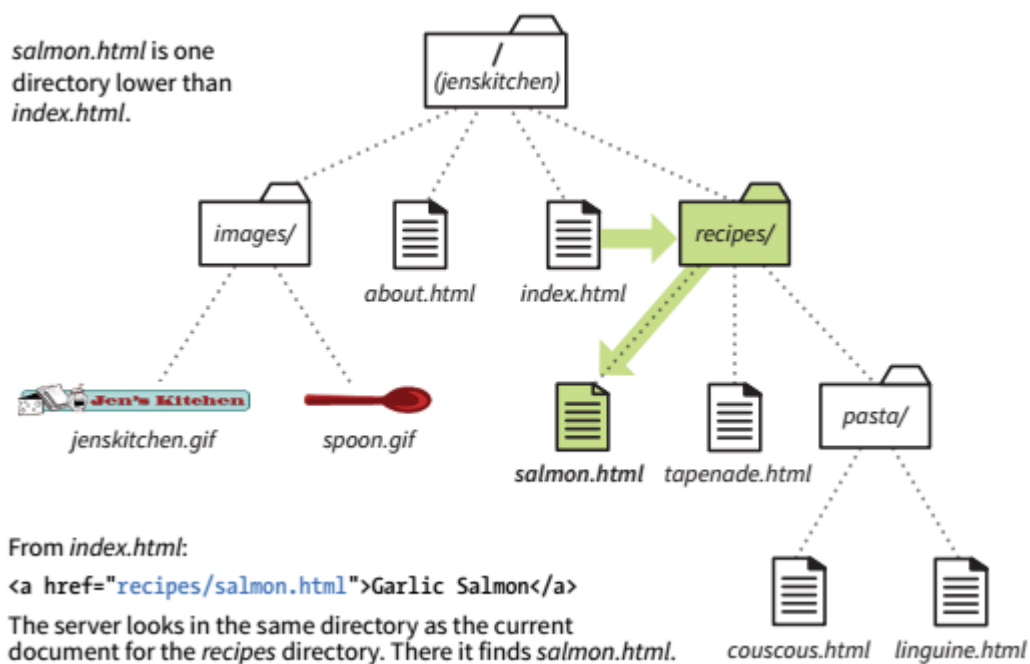 salmon.html is one
directory lower than
index.html.
/
(jenskitchen)
images/
about.html
index.html
recipes/
Jen's Kitchen
jenskitchen.gif
spoon.gif
salmon.html
tapenade.html
pasta/
From index.html:
<a href="recipes/salmon.html">Garlic Salmon</a>
The server looks in the same directory as the current
document for the recipes directory. There it finds salmon.html.
couscous.html
linguine.html